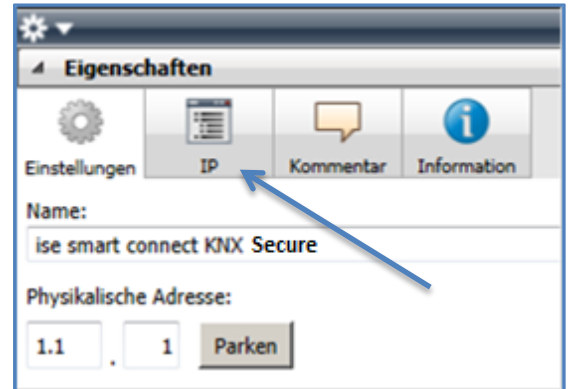 Eigenschaften
Einstellungen IP Kommentar Information
Name:
ise smart connect KNX Secure
Physikalische Adresse:
1.1 . 1 Parken